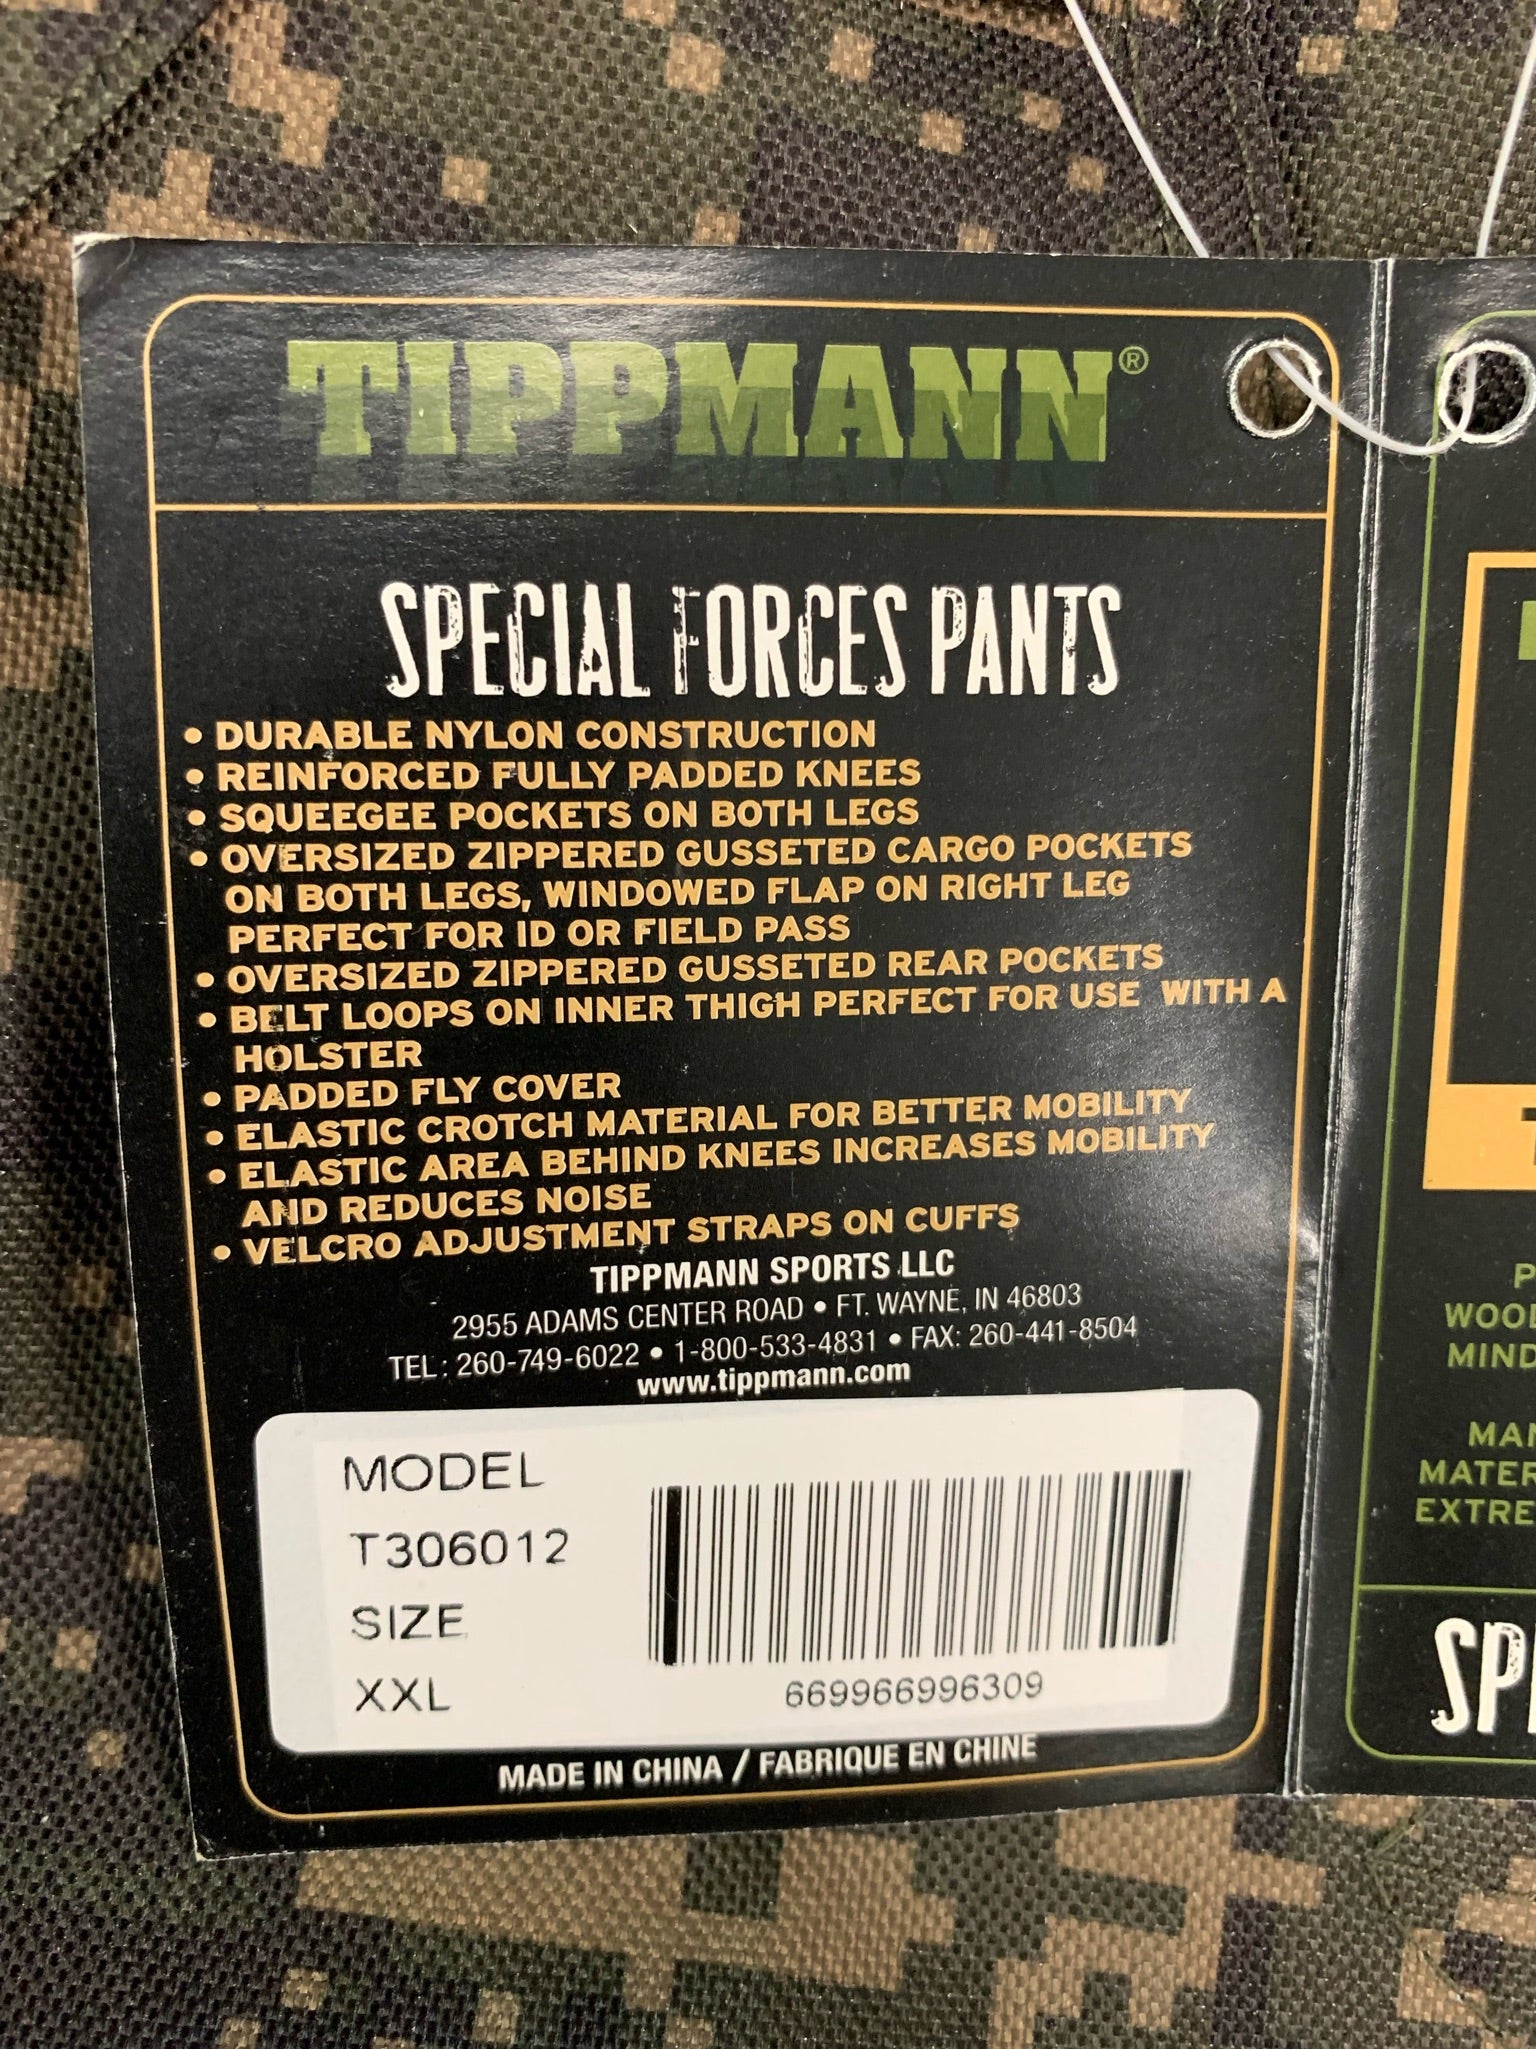 TIPPMANN®
SPECIAL FORCES PANTS
• DURABLE NYLON CONSTRUCTION
• REINFORCED FULLY PADDED KNEES
• SQUEEGEE POCKETS ON BOTH LEGS
• OVERSIZED ZIPPERED GUSSETED CARGO POCKETS
ON BOTH LEGS, WINDOWED FLAP ON RIGHT LEG
PERFECT FOR ID OR FIELD PASS
• OVERSIZED ZIPPERED GUSSETED REAR POCKETS
• BELT LOOPS ON INNER THIGH PERFECT FOR USE WITH A
HOLSTER
• PADDED FLY COVER
• ELASTIC CROTCH MATERIAL FOR BETTER MOBILITY
• ELASTIC AREA BEHIND KNEES INCREASES MOBILITY
AND REDUCES NOISE
• VELCRO ADJUSTMENT STRAPS ON CUFFS
TIPPMANN SPORTS LLC
2955 ADAMS CENTER ROAD • FT. WAYNE, IN 46803
TEL: 260-749-6022 • 1-800-533-4831 • FAX: 260-441-8504
www.tippmann.com
MODEL
T306012
SIZE
XXL
669966996309
MADE IN CHINA / FABRIQUE EN CHINE